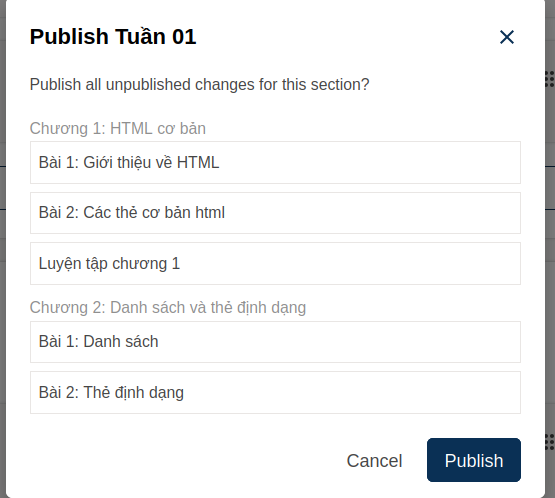 Publish Tuần 01
Publish all unpublished changes for this section?
Chương 1: HTML cơ bản
Bài 1: Giới thiệu về HTML
Bài 2: Các thẻ cơ bản html
Luyện tập chương 1
Chương 2: Danh sách và thẻ định dạng
Bài 1: Danh sách
Bài 2: Thẻ định dạng
Cancel
Publish